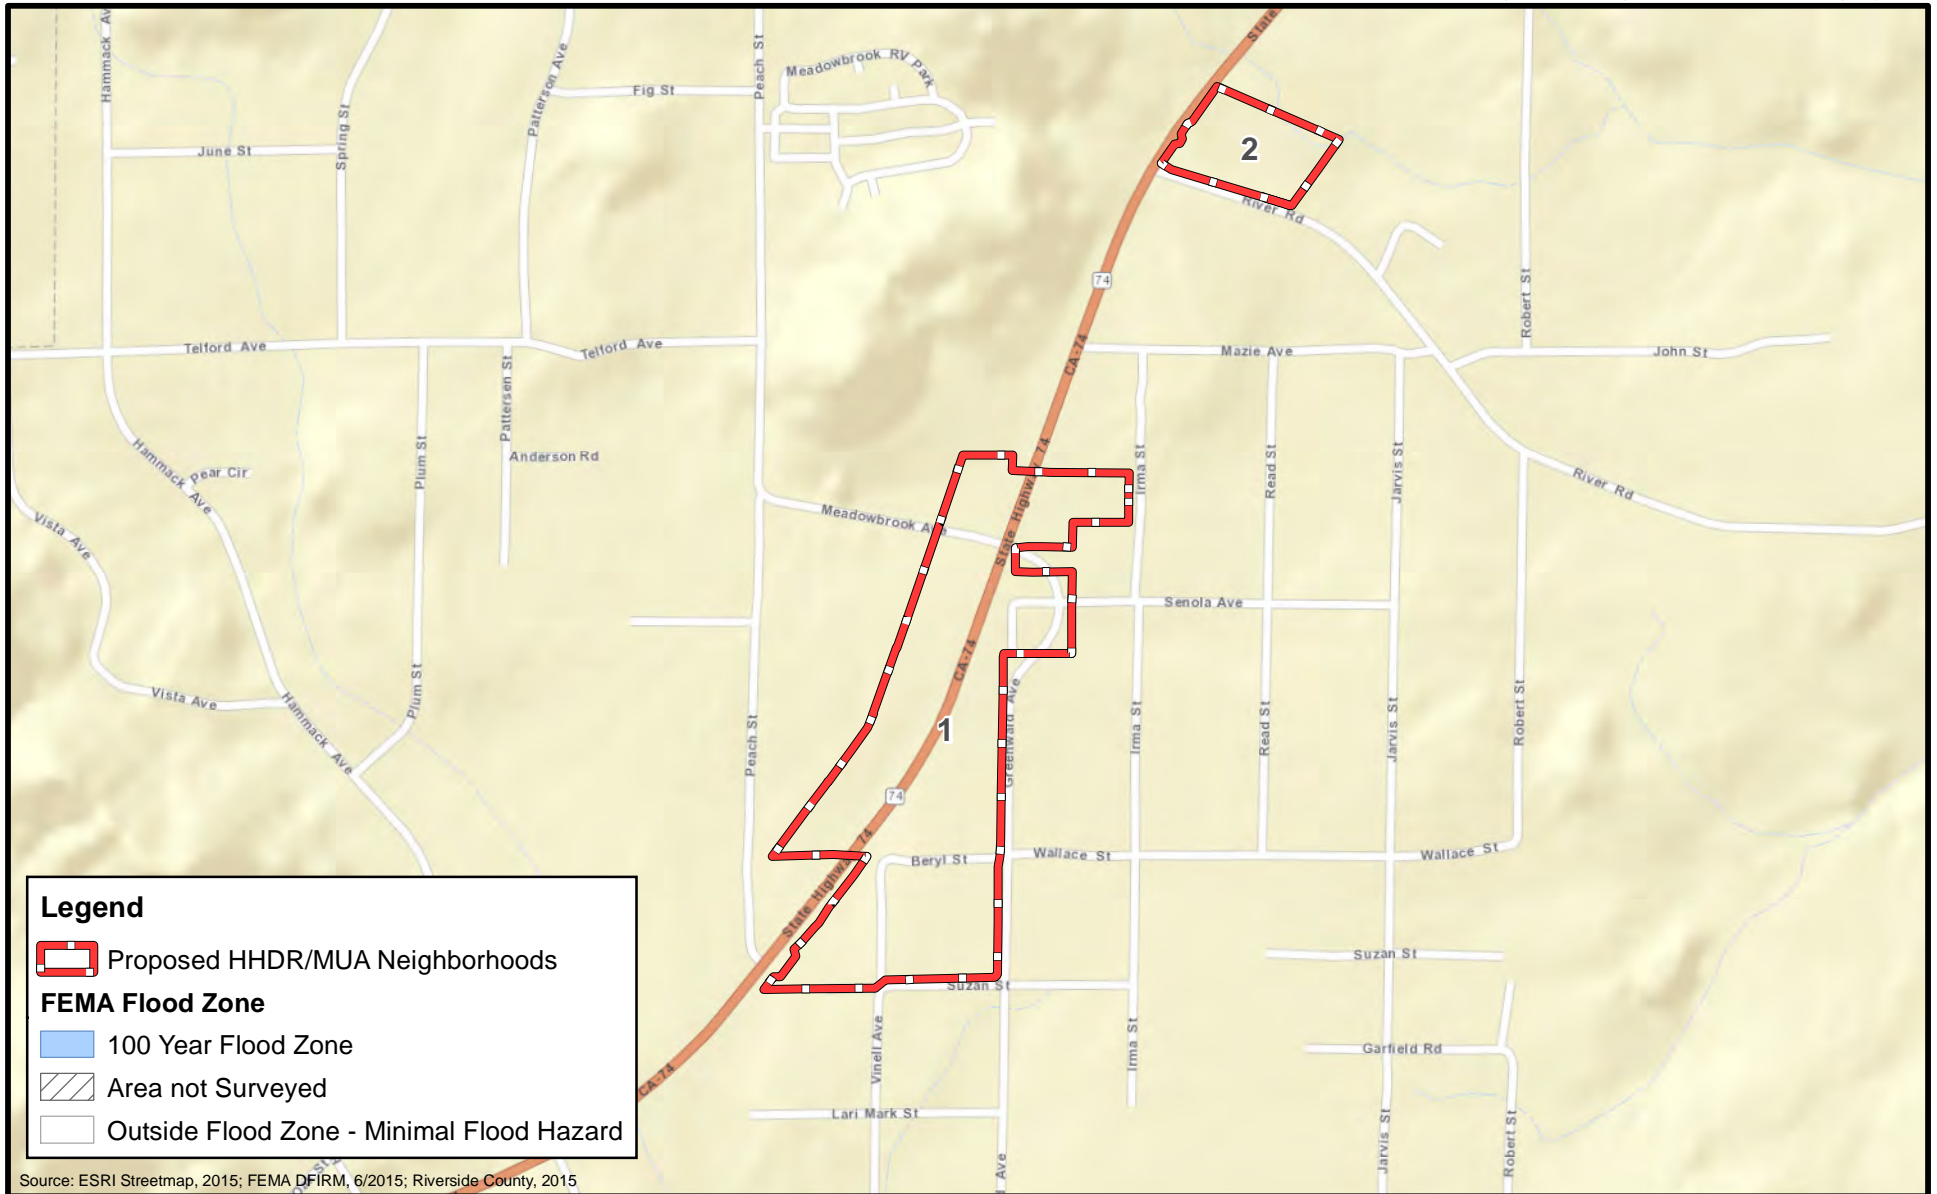 Hammack Av
Spring St
Patterson Ave
Peach St
Fig St
June St
Meadowbrook RV Park
State
2
River Rd
Robert St
74
Telford Ave
Telford Ave
Pattersen St
Plum St
Anderson Rd
Hammack Ave
Pear Cir
Vista Ave
CA-74
Mazie Ave
John St
Irma St
Read St
Jarvis St
River Rd
State Highway 74
Meadowbrook Ave
Senola Ave
CA-74
Vista Ave
Hammack Ave
Plum St
Peach St
1
Greenward Ave
Irma St
Read St
Jarvis St
Robert St
74
State Highway 74
Beryl St
Wallace St
Wallace St
Suzan St
Suzan St
Vinell Ave
Irma St
Garfield Rd
Lari Mark St
CA-74
Ave
Jarvis St
Robert St
Legend
Proposed HHDR/MUA Neighborhoods
FEMA Flood Zone
100 Year Flood Zone
Area not Surveyed
Outside Flood Zone - Minimal Flood Hazard
Source: ESRI Streetmap, 2015; FEMA DFIRM, 6/2015; Riverside County, 2015